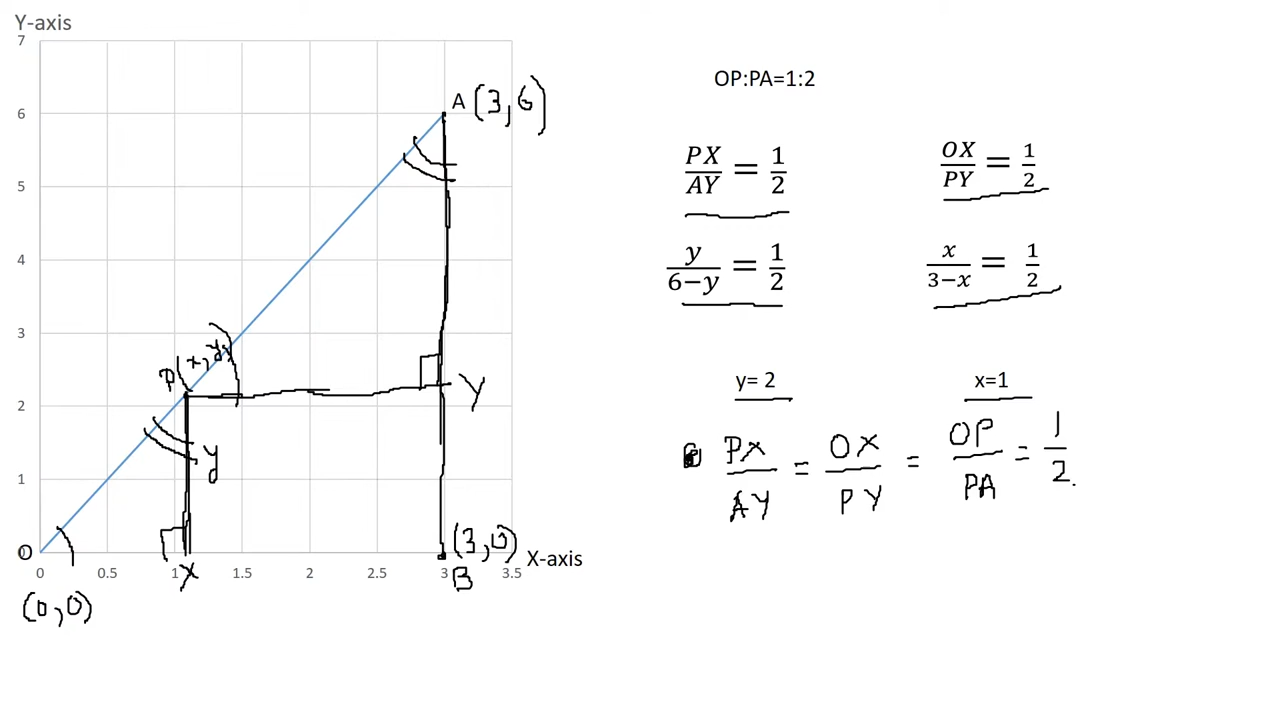 Y-axis
7
6
5
4
3
2
1
0
0 0.5 1 1.5 2 2.5 3 3.5
X-axis
O
(0,0)
A (3,6)
P(x,y)
Y
y
X
(3,0)
B
OP:PA=1:2
PX/AY = 1/2
OX/PY = 1/2
y/6−y = 1/2
x/3−x = 1/2
y= 2
x=1
PX/AY = OX/PY = OP/PA = 1/2.